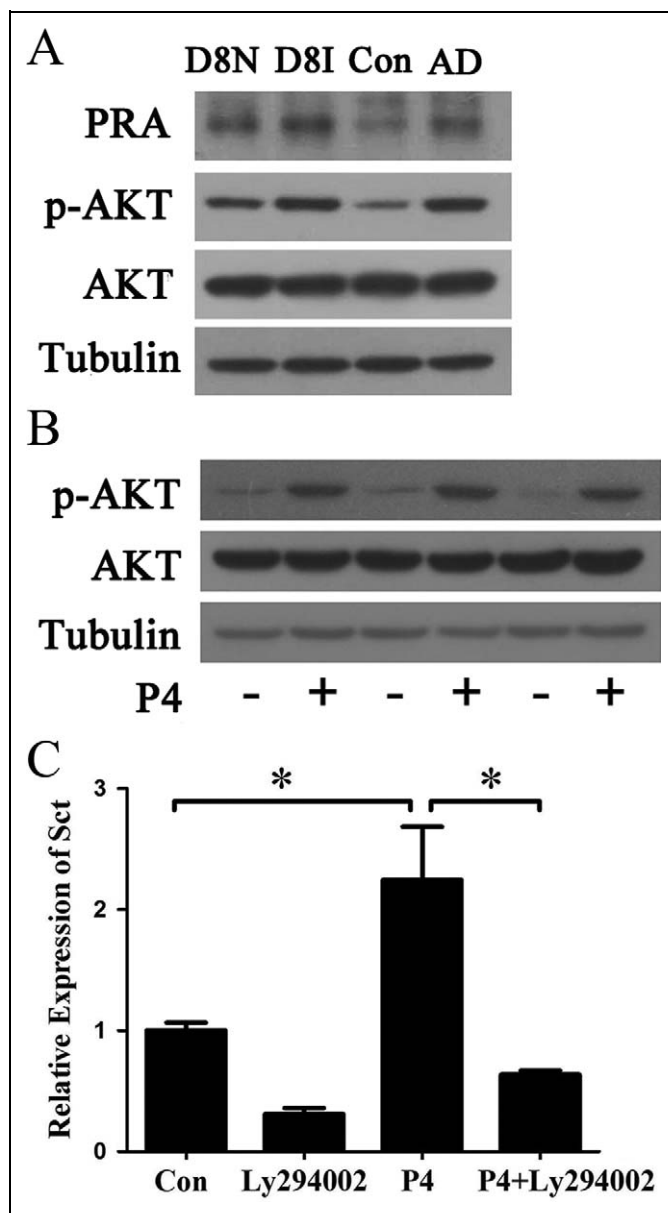 A
D8N D8I Con AD
PRA
p-AKT
AKT
Tubulin
B
p-AKT
AKT
Tubulin
P4 - + - + - +
C
* *
Relative Expression of Sct
3
2
1
0
Con Ly294002 P4 P4+Ly294002